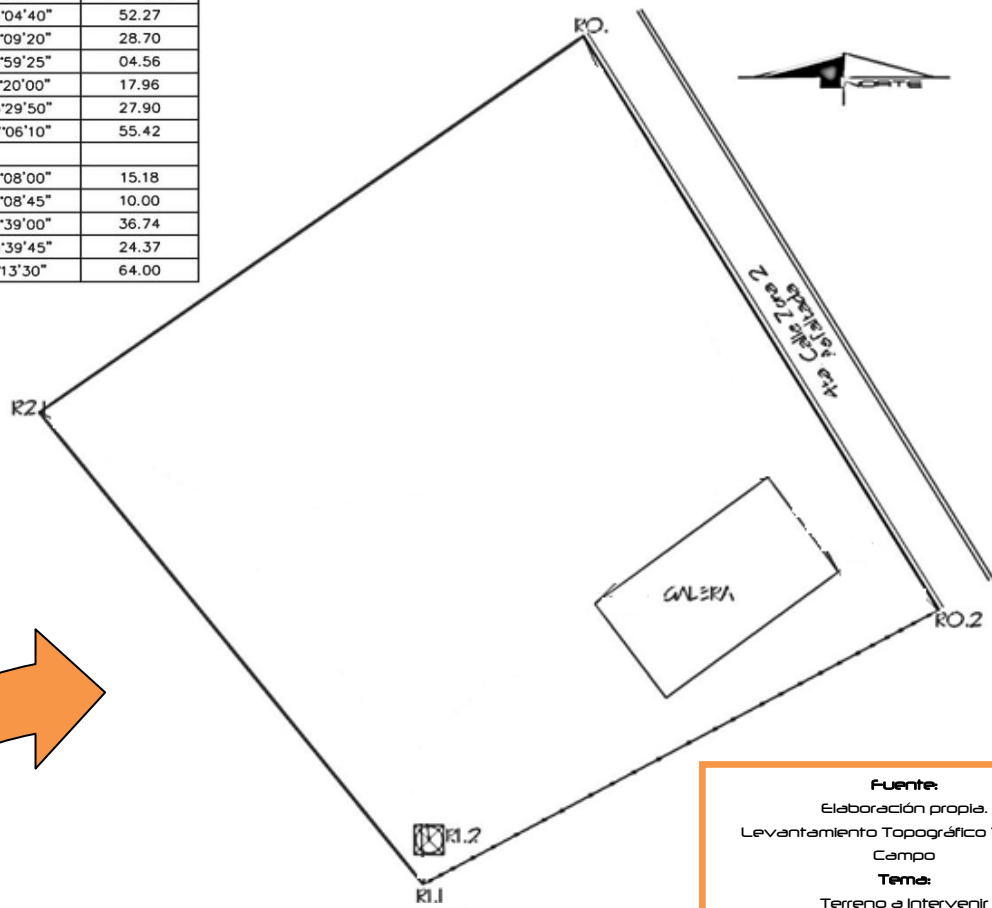 °04'40" 52.27
°09'20" 28.70
°59'25" 04.56
°20'00" 17.96
°29'50" 27.90
°06'10" 55.42
°08'00" 15.18
°08'45" 10.00
°39'00" 36.74
°39'45" 24.37
°13'30" 64.00
RO.
NORTE
4ta Calle Zona 2
asfaltada
R2.1
GALERA
RO.2
R1.2
R1.1
Fuente:
Elaboración propia.
Levantamiento Topográfico
Campo
Tema:
Terreno a Intervenir